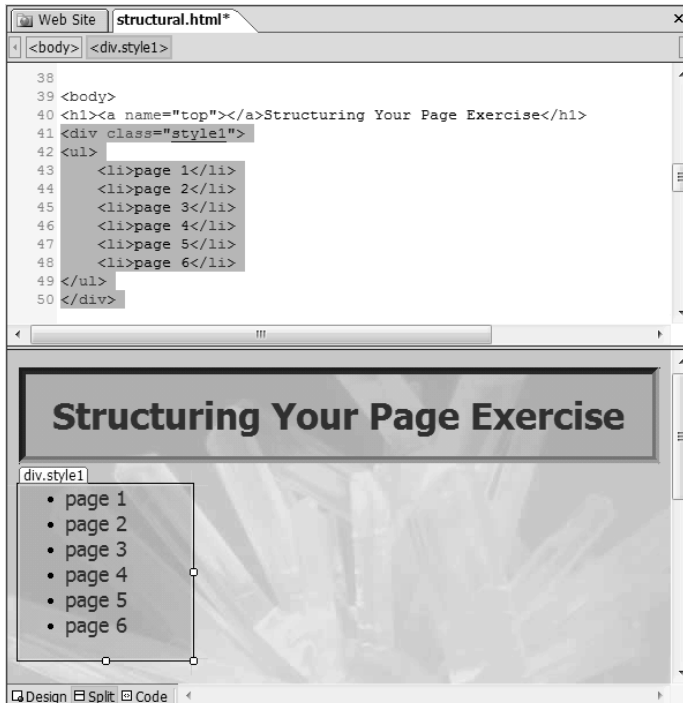 Web Site structural.html* ×
<body> <div.style1>
38
39 <body>
40 <h1><a name="top"></a>Structuring Your Page Exercise</h1>
41 <div class="style1">
42 <ul>
43 <li>page 1</li>
44 <li>page 2</li>
45 <li>page 3</li>
46 <li>page 4</li>
47 <li>page 5</li>
48 <li>page 6</li>
49 </ul>
50 </div>
Structuring Your Page Exercise
div.style1
• page 1
• page 2
• page 3
• page 4
• page 5
• page 6
Design Split Code